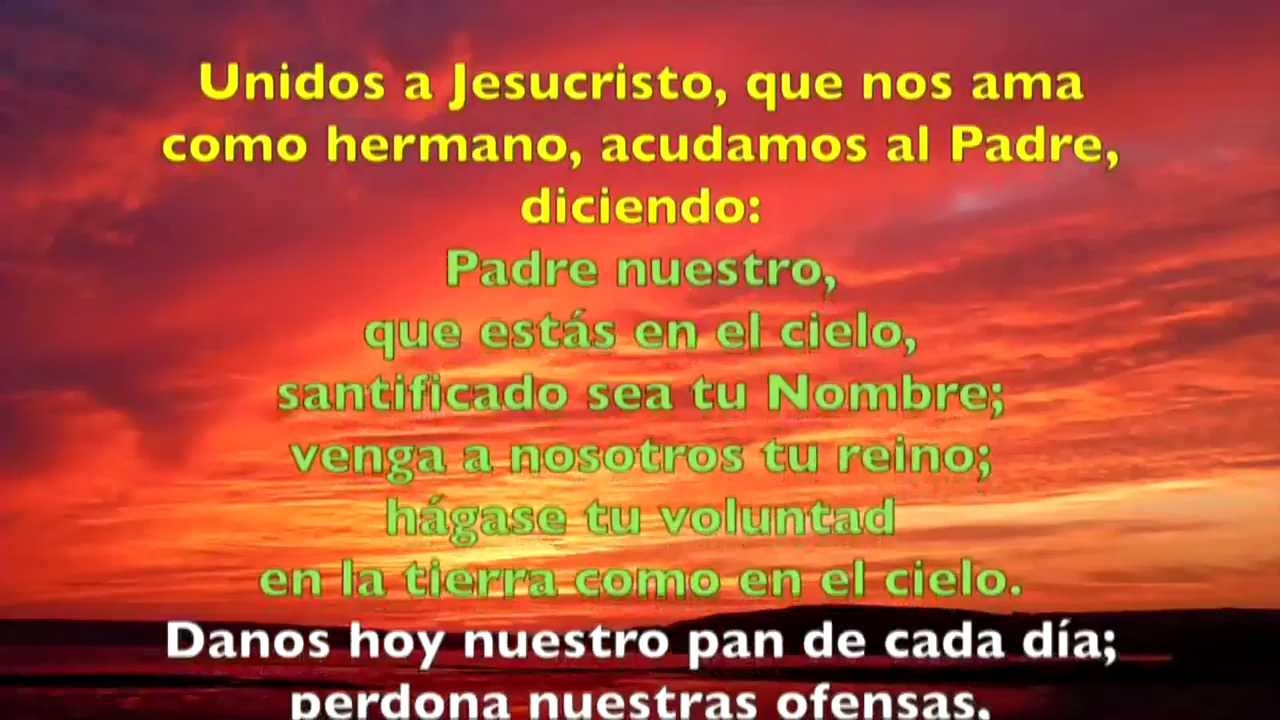 Unidos a Jesucristo, que nos ama
como hermano, acudamos al Padre,
diciendo:
Padre nuestro,
que estás en el cielo,
santificado sea tu Nombre;
venga a nosotros tu reino;
hágase tu voluntad
en la tierra como en el cielo.
Danos hoy nuestro pan de cada día;
perdona nuestras ofensas,